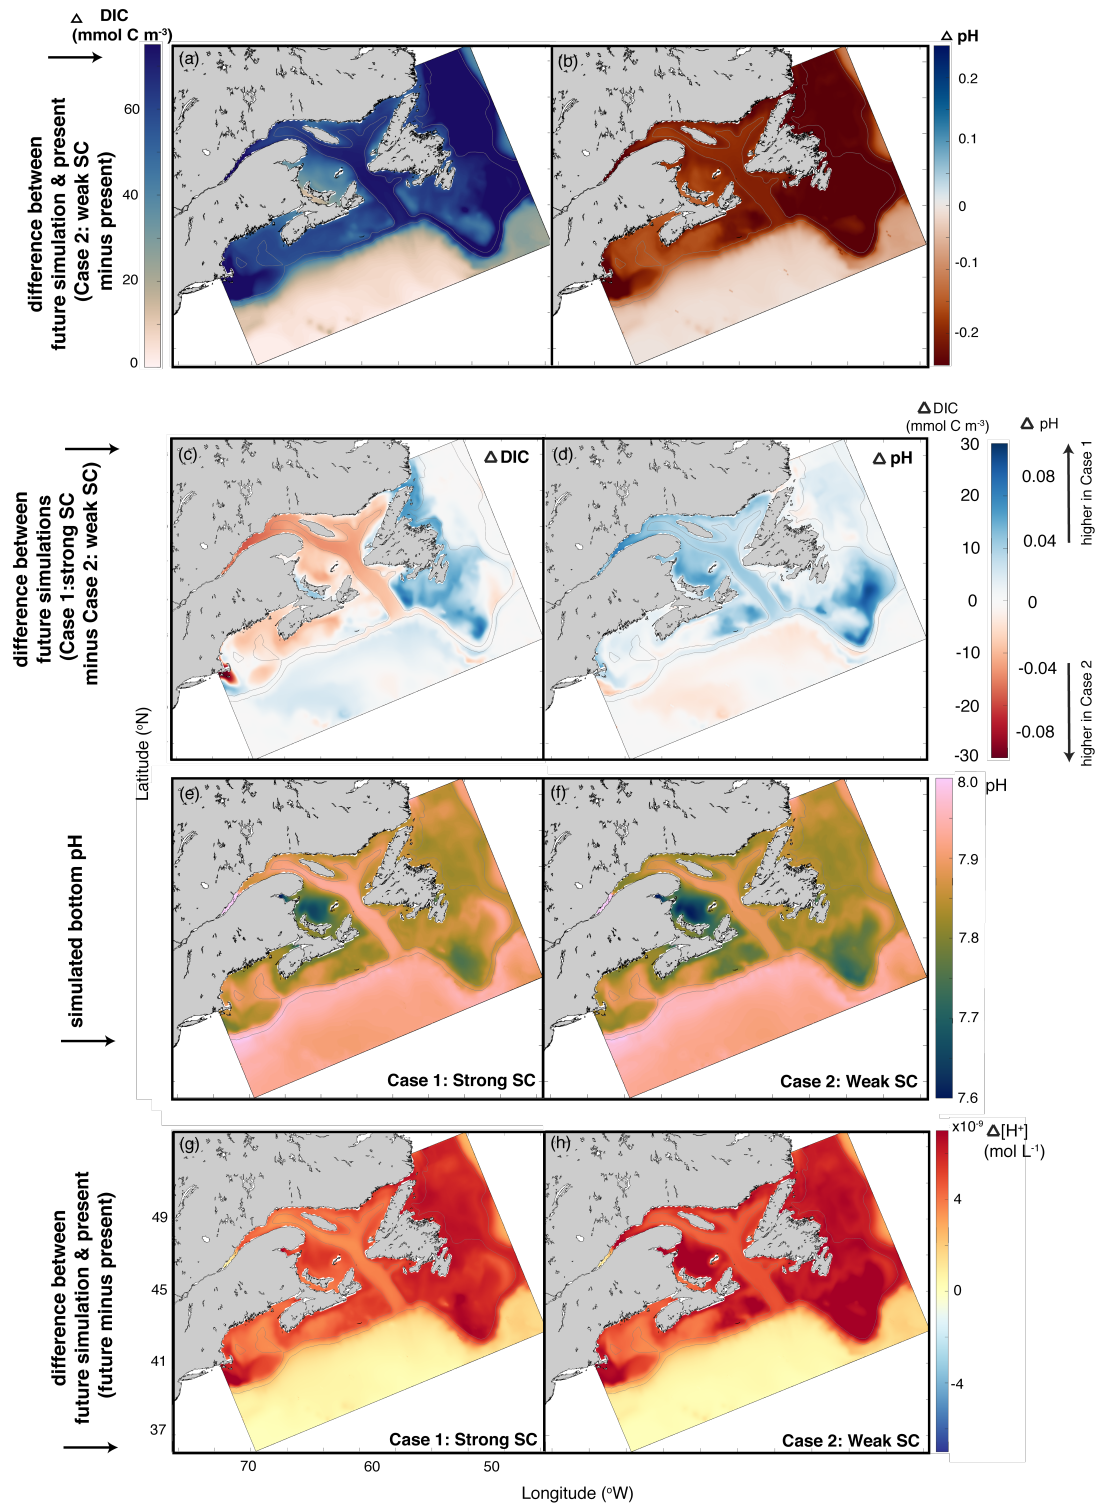 △ DIC
(mmol C m-3)
△ pH
difference between
future simulation & present
(Case 2: weak SC
minus present)
(a)
(b)
60
40
20
0
0.2
0.1
0
-0.1
-0.2
△DIC
(mmol C m-3)
△ pH
difference between
future simulations
(Case 1:strong SC
minus Case 2: weak SC)
(c)
△ DIC
(d)
△ pH
30
20
10
0
-10
-20
-30
0.08
0.04
0
-0.04
-0.08
higher in Case 1
higher in Case 2
Latitude (oN)
simulated bottom pH
(e)
Case 1: Strong SC
(f)
Case 2: Weak SC
8.0
pH
7.9
7.8
7.7
7.6
difference between
future simulation & present
(future minus present)
(g)
Case 1: Strong SC
(h)
Case 2: Weak SC
x10-9
△[H+]
(mol L-1)
4
0
-4
49
45
41
37
70
60
50
Longitude (oW)